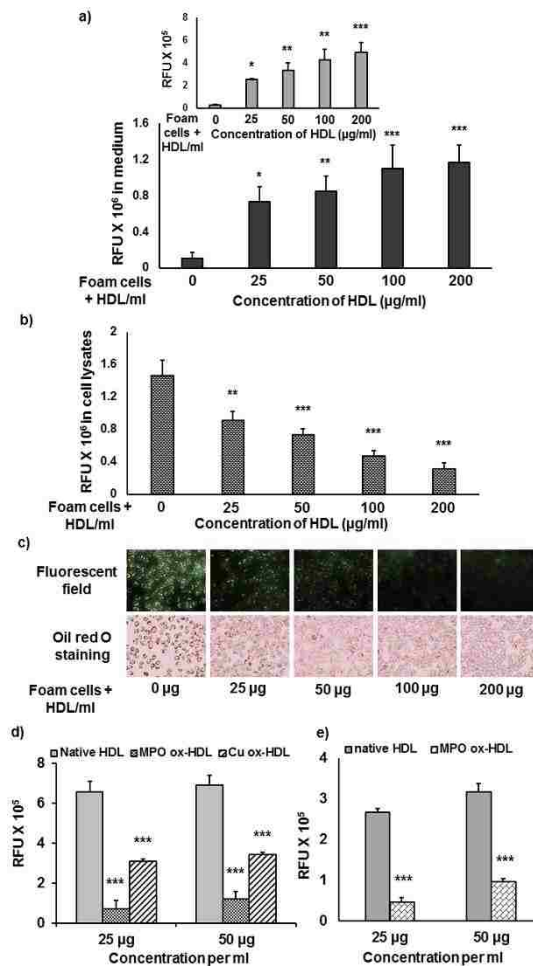 a)
RFU X 10⁵
8
6
4
2
0
* ** ** ***
0 25 50 100 200
Foam cells + HDL/ml
Concentration of HDL (µg/ml)
RFU X 10⁶ in medium
1.6
1.2
0.8
0.4
0
* ** *** ***
0 25 50 100 200
Foam cells + HDL/ml
Concentration of HDL (µg/ml)
b)
RFU X 10⁶ in cell lysates
2
1.6
1.2
0.8
0.4
0
** *** *** ***
0 25 50 100 200
Foam cells + HDL/ml
Concentration of HDL (µg/ml)
c)
Fluorescent field
Oil red O staining
Foam cells + HDL/ml
0 µg 25 µg 50 µg 100 µg 200 µg
d)
Native HDL MPO ox-HDL Cu ox-HDL
RFU X 10⁵
8
6
4
2
0
*** *** *** ***
25 µg 50 µg
Concentration per ml
e)
native HDL MPO ox-HDL
RFU X 10⁵
4
3
2
1
0
*** ***
25 µg 50 µg
Concentration per ml